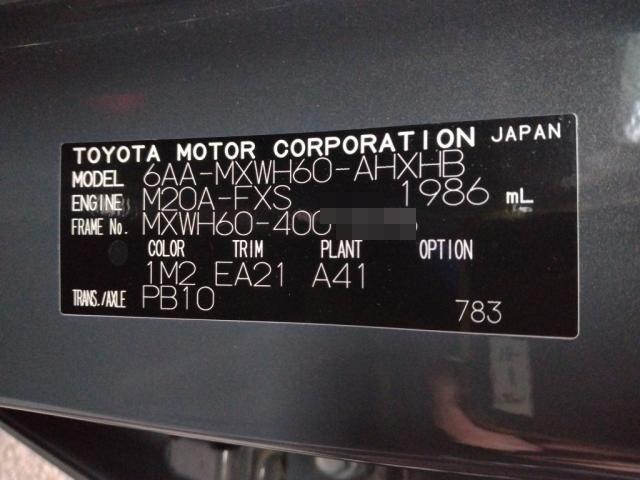 TOYOTA MOTOR CORPORATION JAPAN
MODEL 6AA-MXWH60-AHXHB
ENGINE M20A-FXS 1986 mL
FRAME No. MXWH60-400
COLOR TRIM PLANT OPTION
1M2 EA21 A41
TRANS./AXLE PB10
783